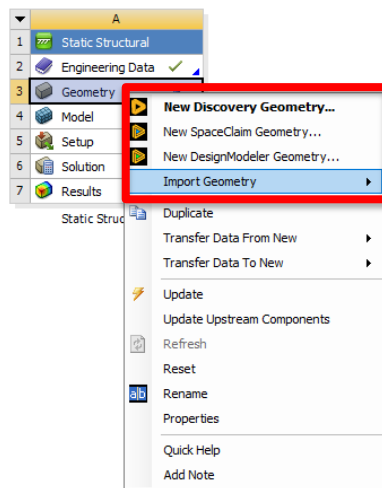 A
1 Static Structural
2 Engineering Data
3 Geometry
4 Model
5 Setup
6 Solution
7 Results
Static Struc
New Discovery Geometry...
New SpaceClaim Geometry...
New DesignModeler Geometry...
Import Geometry
Duplicate
Transfer Data From New
Transfer Data To New
Update
Update Upstream Components
Refresh
Reset
a|b Rename
Properties
Quick Help
Add Note